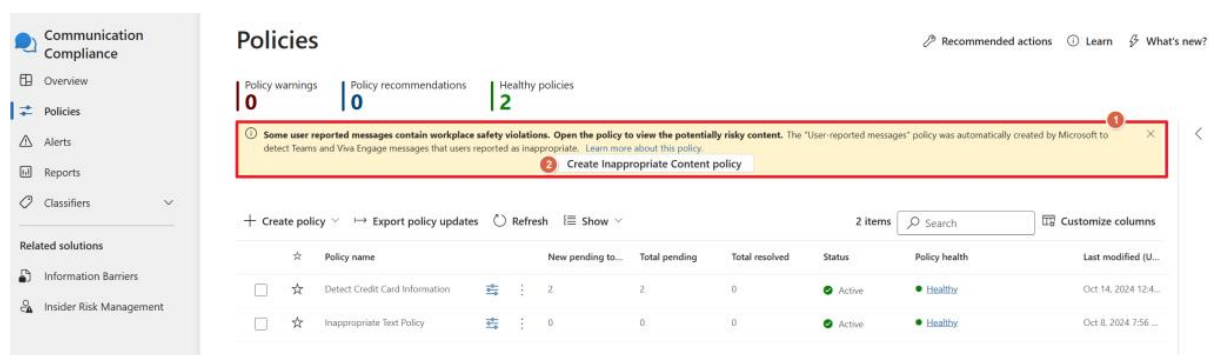 Communication
Compliance
Overview
Policies
Alerts
Reports
Classifiers
Related solutions
Information Barriers
Insider Risk Management
Policies
Recommended actions Learn What's new?
Policy warnings Policy recommendations Healthy policies
0 0 2
1
Some user reported messages contain workplace safety violations. Open the policy to view the potentially risky content. The "User-reported messages" policy was automatically created by Microsoft to
detect Teams and Viva Engage messages that users reported as inappropriate. Learn more about this policy.
2 Create Inappropriate Content policy
Create policy Export policy updates Refresh Show 2 items Search Customize columns
Policy name New pending to... Total pending Total resolved Status Policy health Last modified (U...
Detect Credit Card Information 2 2 0 Active Healthy Oct 14, 2024 12:4...
Inappropriate Text Policy 0 0 0 Active Healthy Oct 8, 2024 7:56 ...